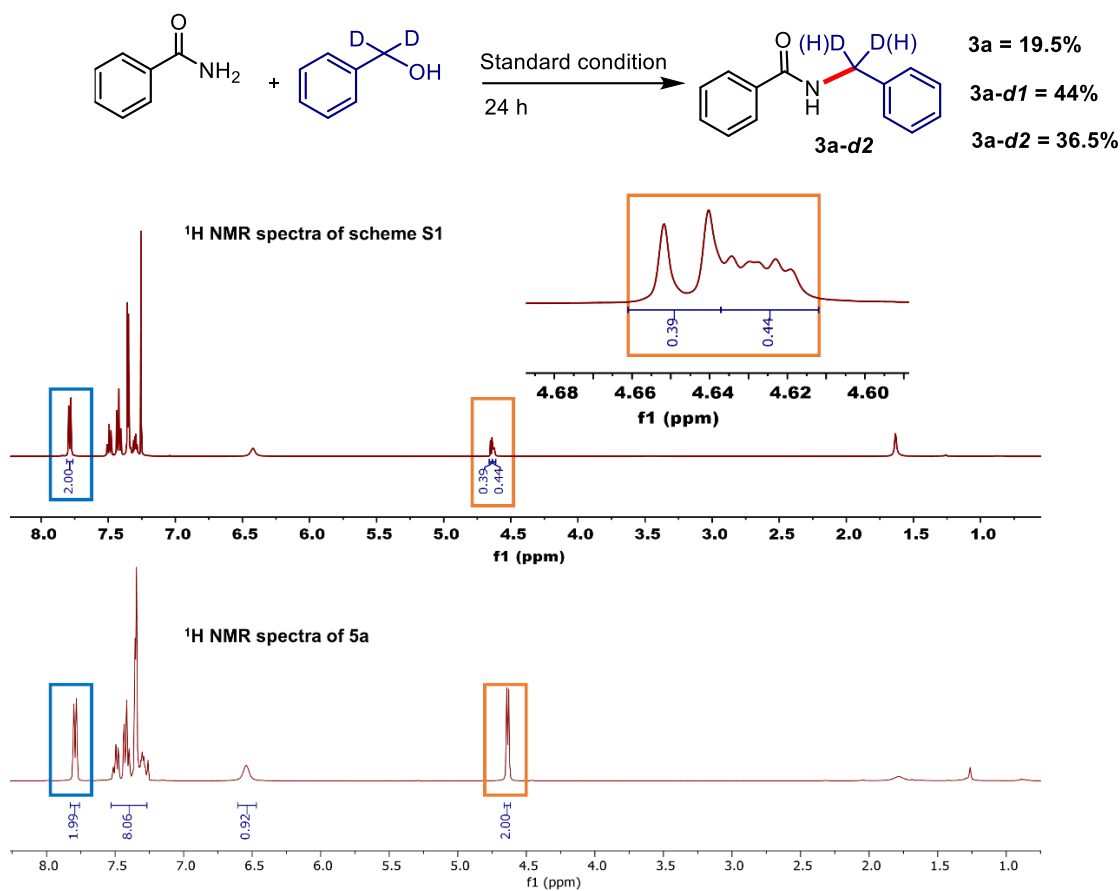 O
NH2
+
D D
OH
Standard condition
24 h
O
(H)D D(H)
N
H
3a-d2
3a = 19.5%
3a-d1 = 44%
3a-d2 = 36.5%
1H NMR spectra of scheme S1
0.39
0.44
4.68 4.66 4.64 4.62 4.60
f1 (ppm)
2.00
0.39
0.44
8.0 7.5 7.0 6.5 6.0 5.5 5.0 4.5 4.0 3.5 3.0 2.5 2.0 1.5 1.0
f1 (ppm)
1H NMR spectra of 5a
1.99
8.06
0.92
2.00
8.0 7.5 7.0 6.5 6.0 5.5 5.0 4.5 4.0 3.5 3.0 2.5 2.0 1.5 1.0
f1 (ppm)